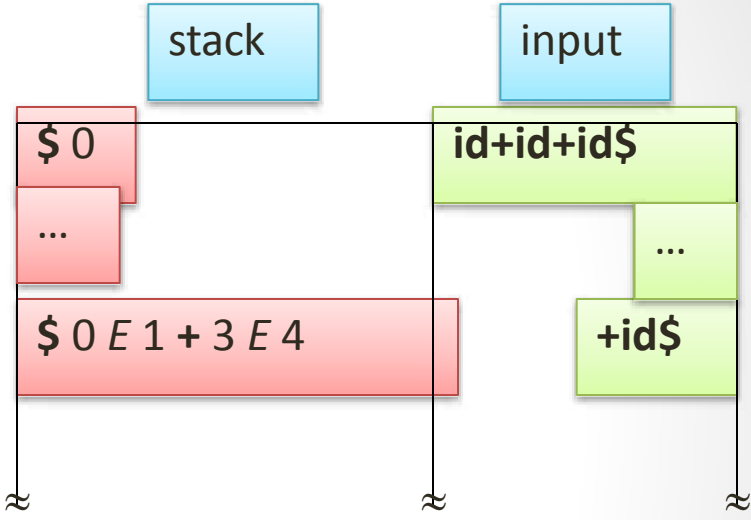 stack input
$ 0 id+id+id$
... ...
$ 0 E 1 + 3 E 4 +id$
≈ ≈ ≈